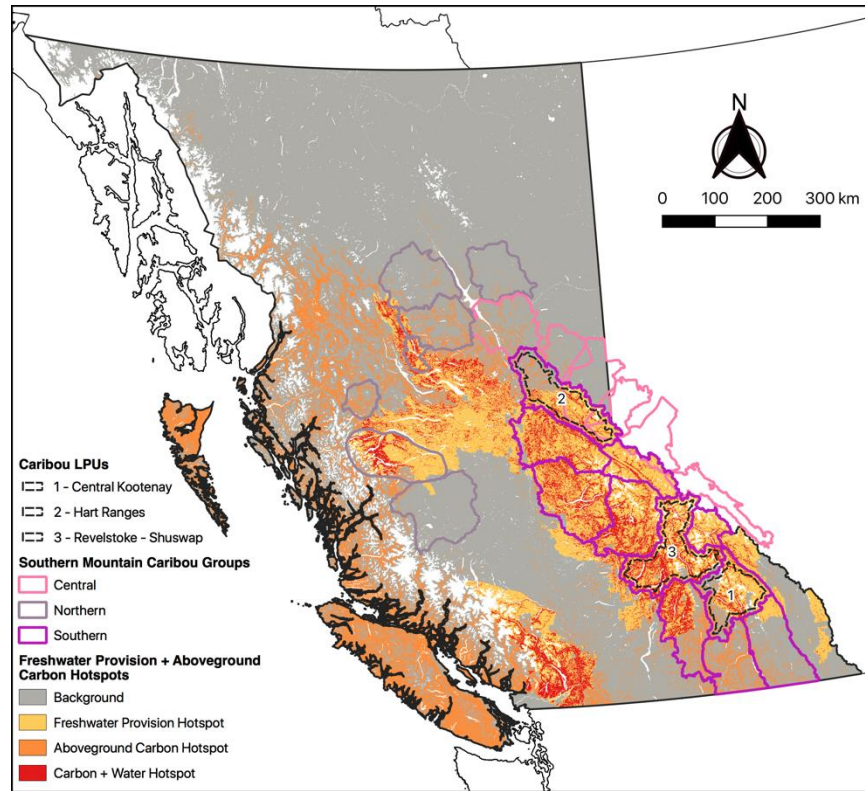 N
0 100 200 300 km
2
3
1
Caribou LPUs
1 - Central Kootenay
2 - Hart Ranges
3 - Revelstoke - Shuswap
Southern Mountain Caribou Groups
Central
Northern
Southern
Freshwater Provision + Aboveground
Carbon Hotspots
Background
Freshwater Provision Hotspot
Aboveground Carbon Hotspot
Carbon + Water Hotspot